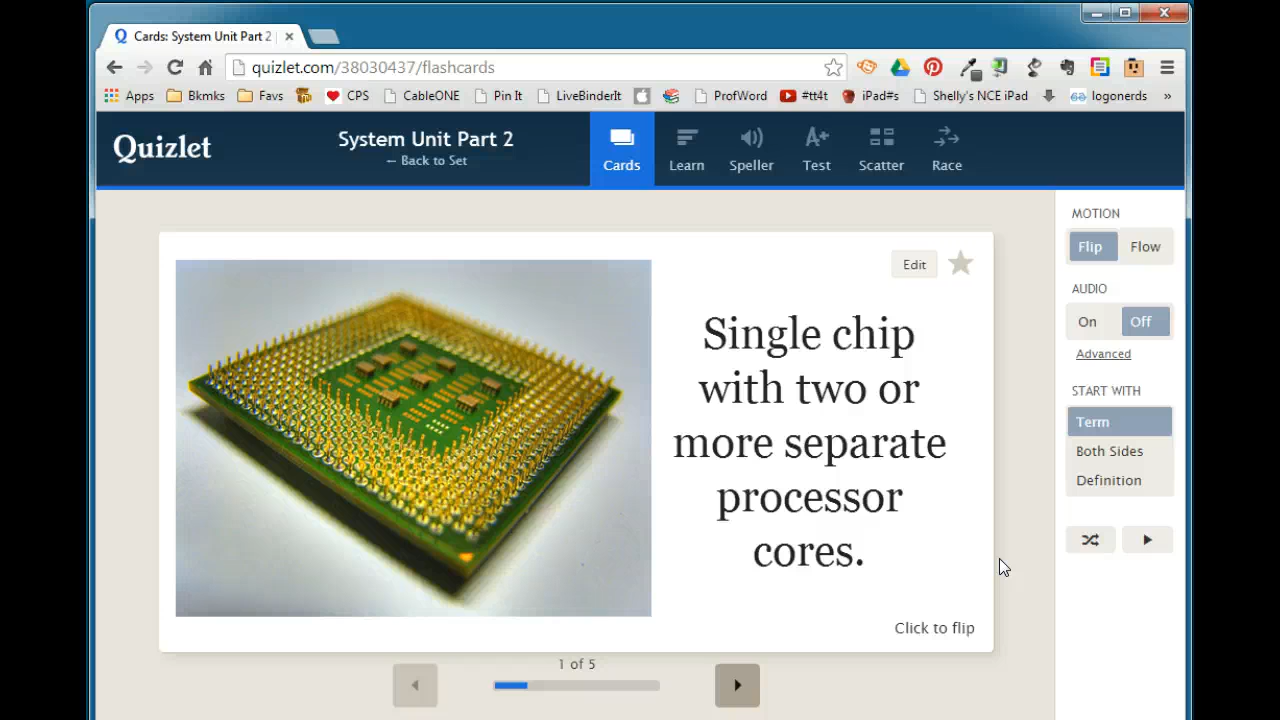 Cards: System Unit Part 2
quizlet.com/38030437/flashcards
Apps Bkmks Favs CPS CableONE Pin It LiveBinderIt ProfWord #tt4t iPad#s Shelly's NCE iPad logonerds »
Quizlet
System Unit Part 2
← Back to Set
Cards Learn Speller Test Scatter Race
MOTION
Flip Flow
AUDIO
On Off
Advanced
START WITH
Term
Both Sides
Definition
Edit
Single chip
with two or
more separate
processor
cores.
Click to flip
1 of 5